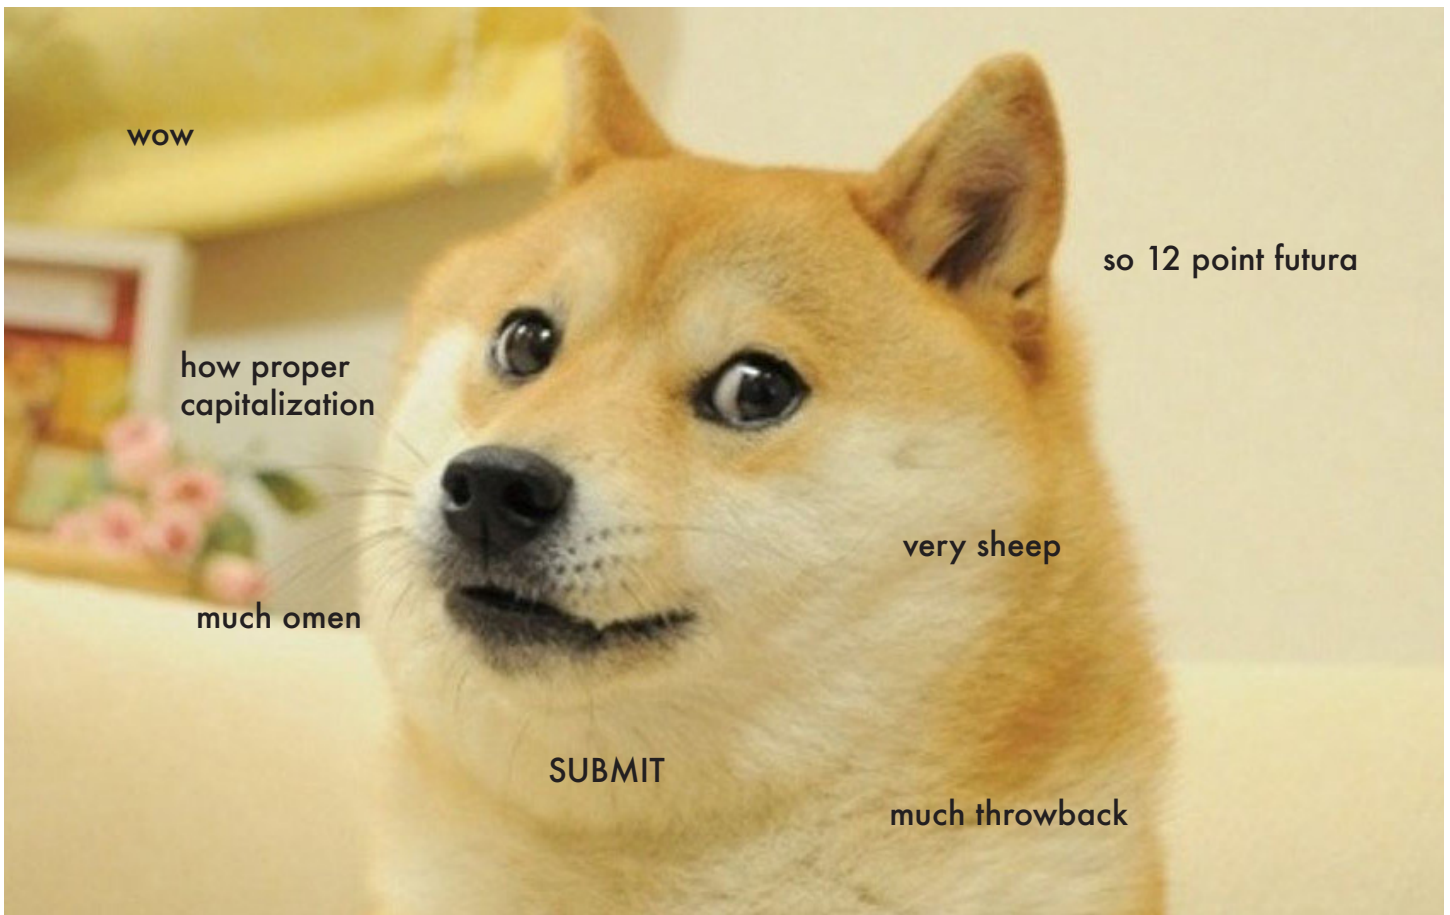 wow
so 12 point futura
how proper
capitalization
very sheep
much omen
SUBMIT
much throwback